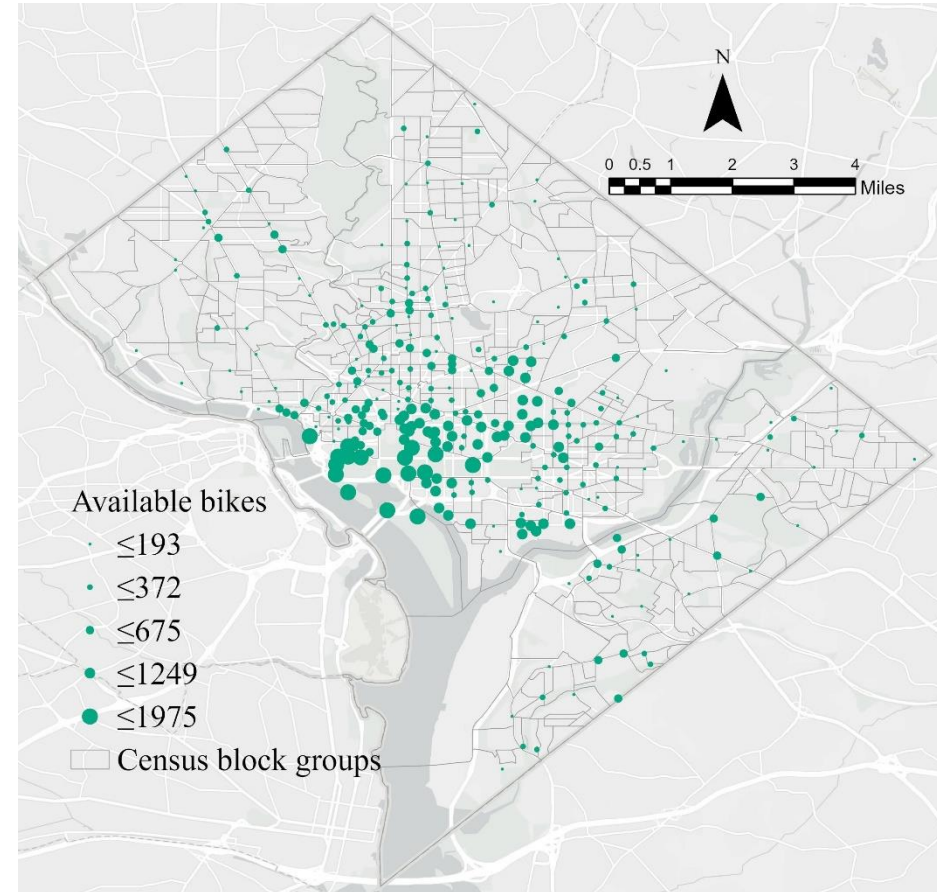 N
0 0.5 1 2 3 4
Miles
Available bikes
≤193
≤372
≤675
≤1249
≤1975
Census block groups